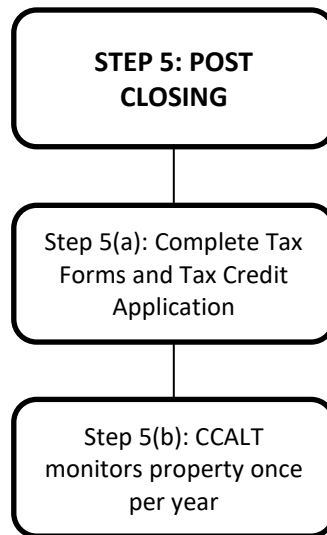 STEP 5: POST
CLOSING
Step 5(a): Complete Tax
Forms and Tax Credit
Application
Step 5(b): CCALT
monitors property once
per year